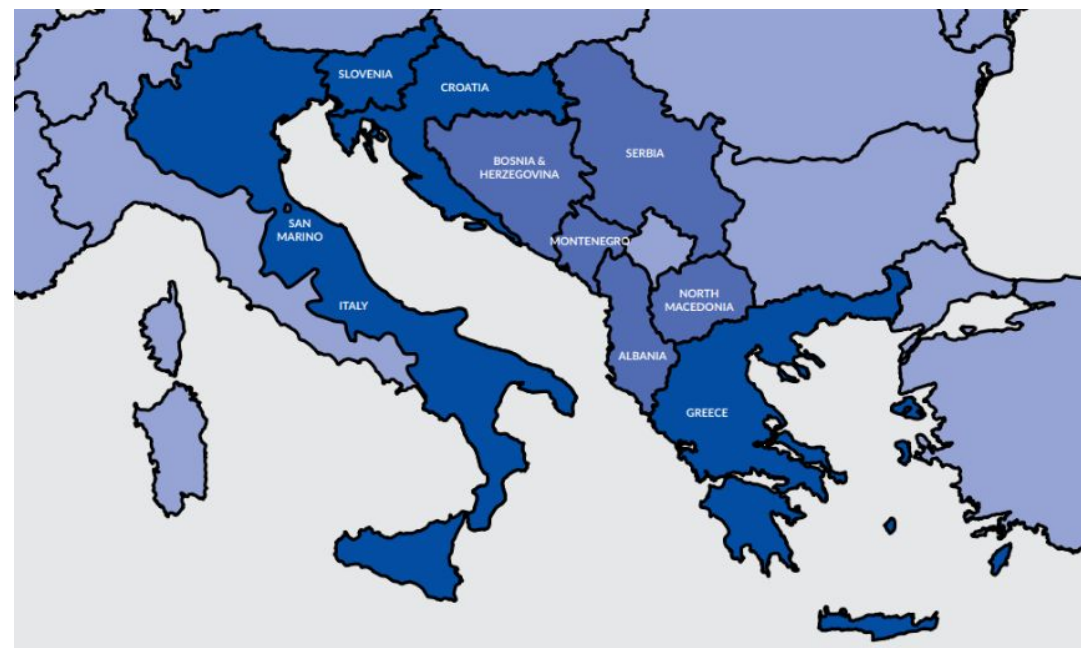 SLOVENIA
CROATIA
BOSNIA &
HERZEGOVINA
SERBIA
SAN
MARINO
MONTENEGRO
ITALY
NORTH
MACEDONIA
ALBANIA
GREECE